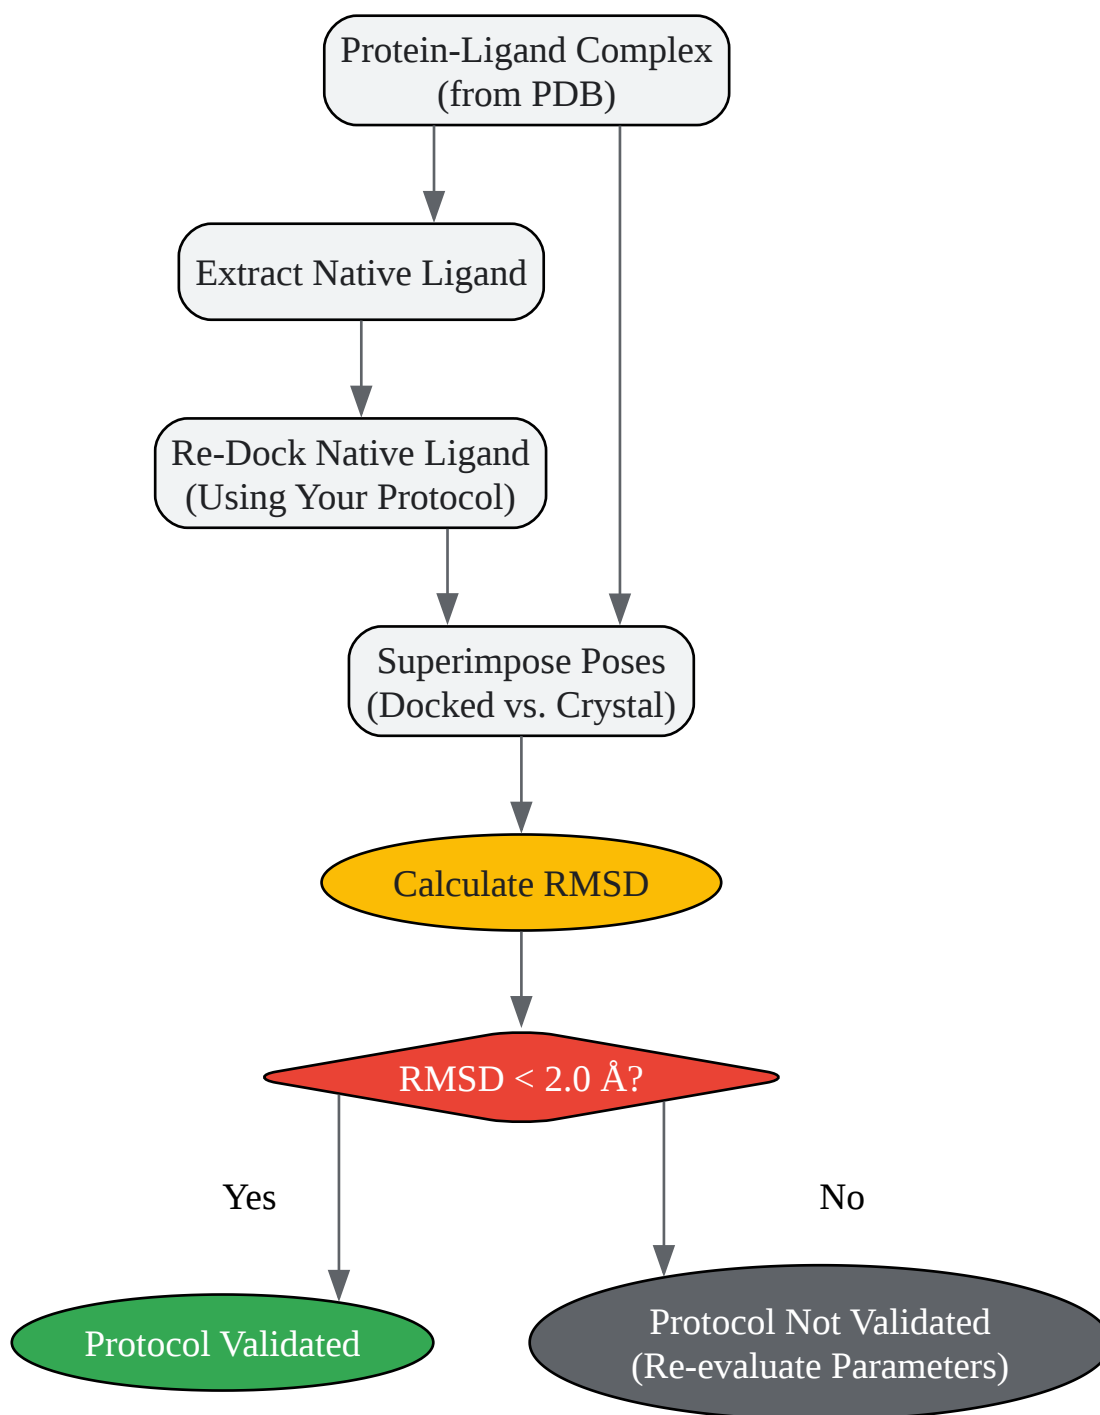 Protein-Ligand Complex
(from PDB)
Extract Native Ligand
Re-Dock Native Ligand
(Using Your Protocol)
Superimpose Poses
(Docked vs. Crystal)
Calculate RMSD
RMSD < 2.0 Å?
Yes
No
Protocol Validated
Protocol Not Validated
(Re-evaluate Parameters)